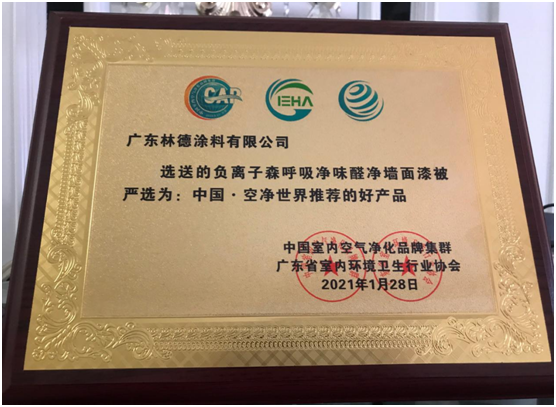 CAP
IEHA
广东林德涂料有限公司
选送的负离子森呼吸净味醛净墙面漆被
严选为：中国·空净世界推荐的好产品
中国室内空气净化品牌集群
广东省室内环境卫生行业协会
2021年1月28日